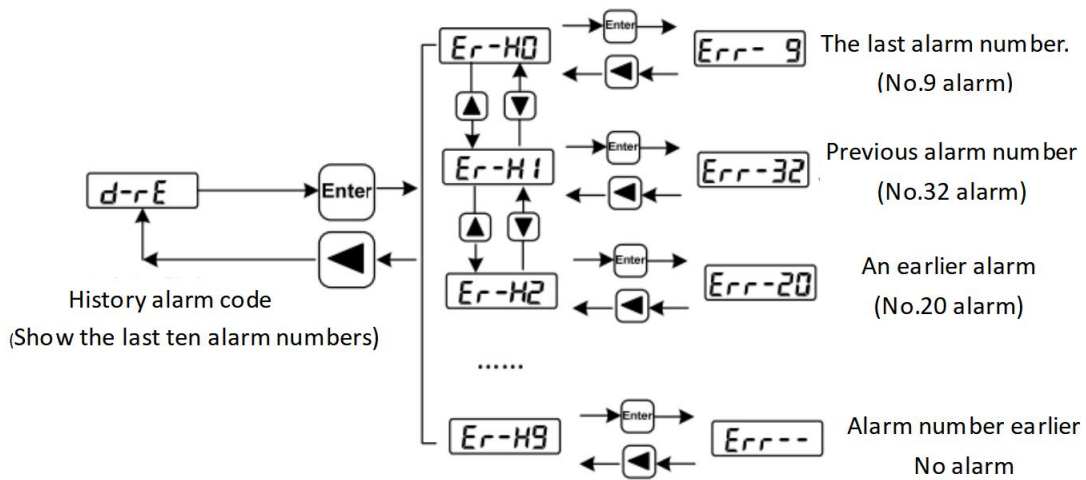 Er-H0
Enter
Err- 9
The last alarm number.
(No.9 alarm)
Er-H1
Enter
Err-32
Previous alarm number
(No.32 alarm)
d-rE
Enter
History alarm code
(Show the last ten alarm numbers)
Er-H2
Enter
Err-20
An earlier alarm
(No.20 alarm)
......
Er-H9
Enter
Err--
Alarm number earlier
No alarm